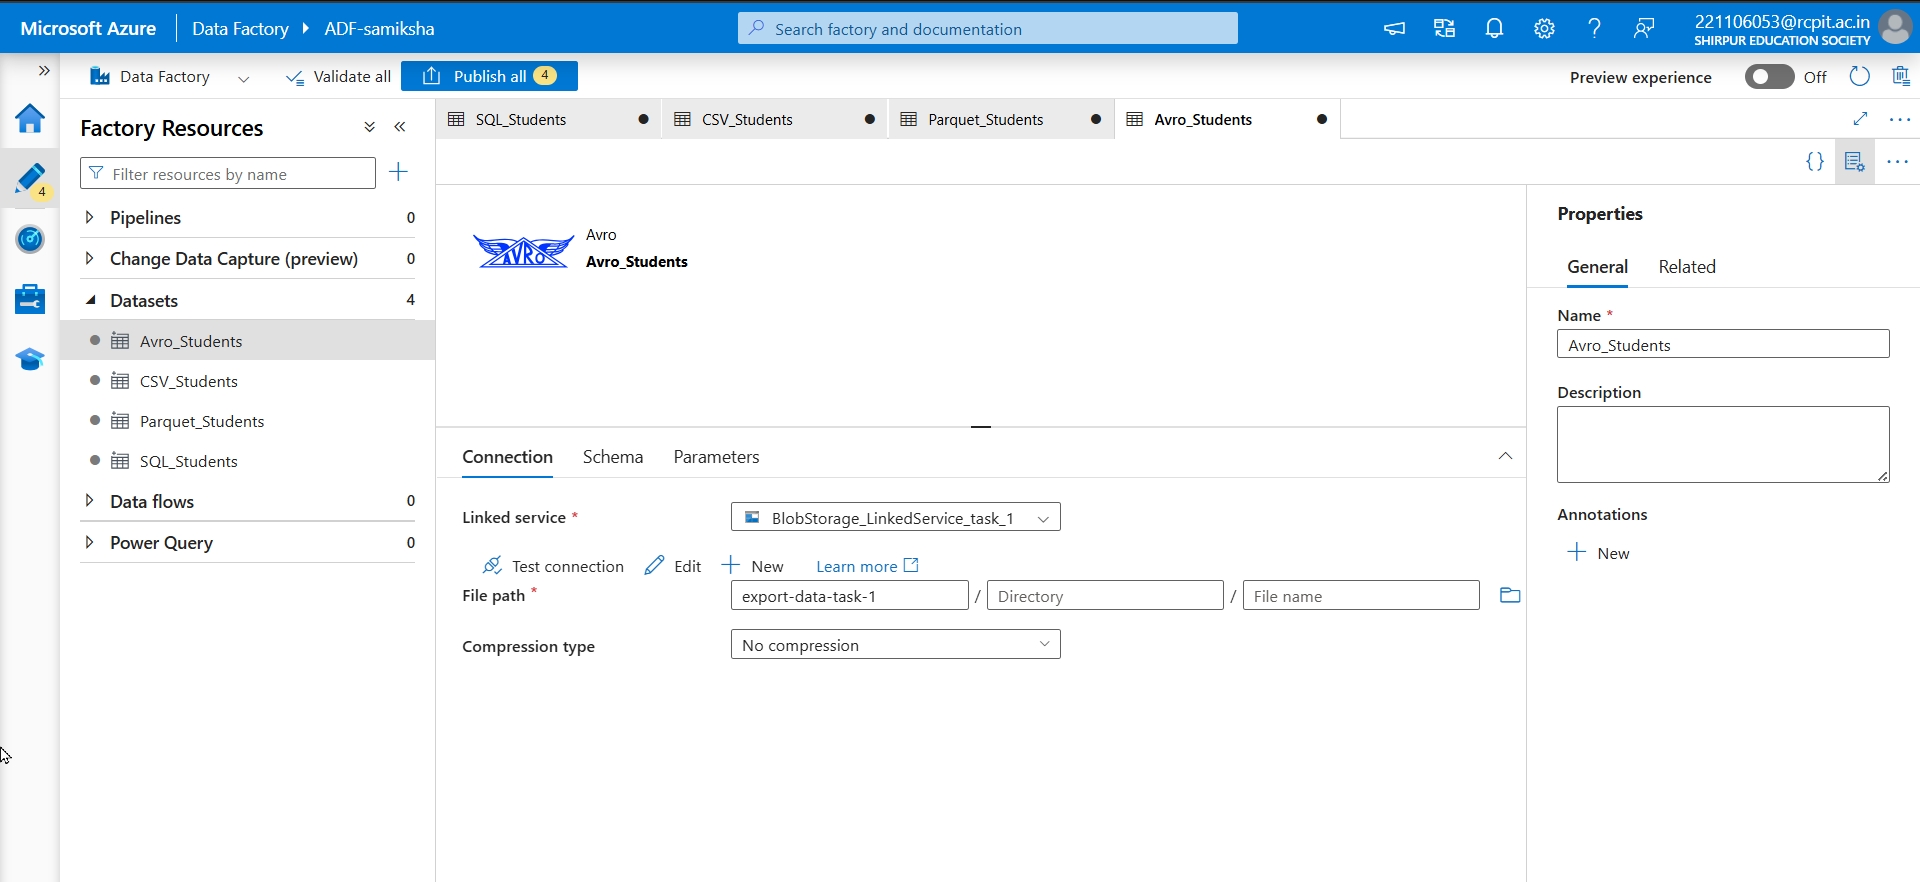 Microsoft Azure
Data Factory
ADF-samiksha
Search factory and documentation
221106053@rcpit.ac.in
SHIRPUR EDUCATION SOCIETY
Data Factory
Validate all
Publish all 4
Preview experience
Off
Factory Resources
SQL_Students
CSV_Students
Parquet_Students
Avro_Students
Filter resources by name
4
{}
Pipelines 0
Change Data Capture (preview) 0
Datasets 4
Avro_Students
CSV_Students
Parquet_Students
SQL_Students
Data flows 0
Power Query 0
AVRO
Avro
Avro_Students
Connection
Schema
Parameters
Linked service *
BlobStorage_LinkedService_task_1
Test connection
Edit
New
Learn more
File path *
export-data-task-1 / Directory / File name
Compression type
No compression
Properties
General
Related
Name *
Avro_Students
Description
Annotations
New